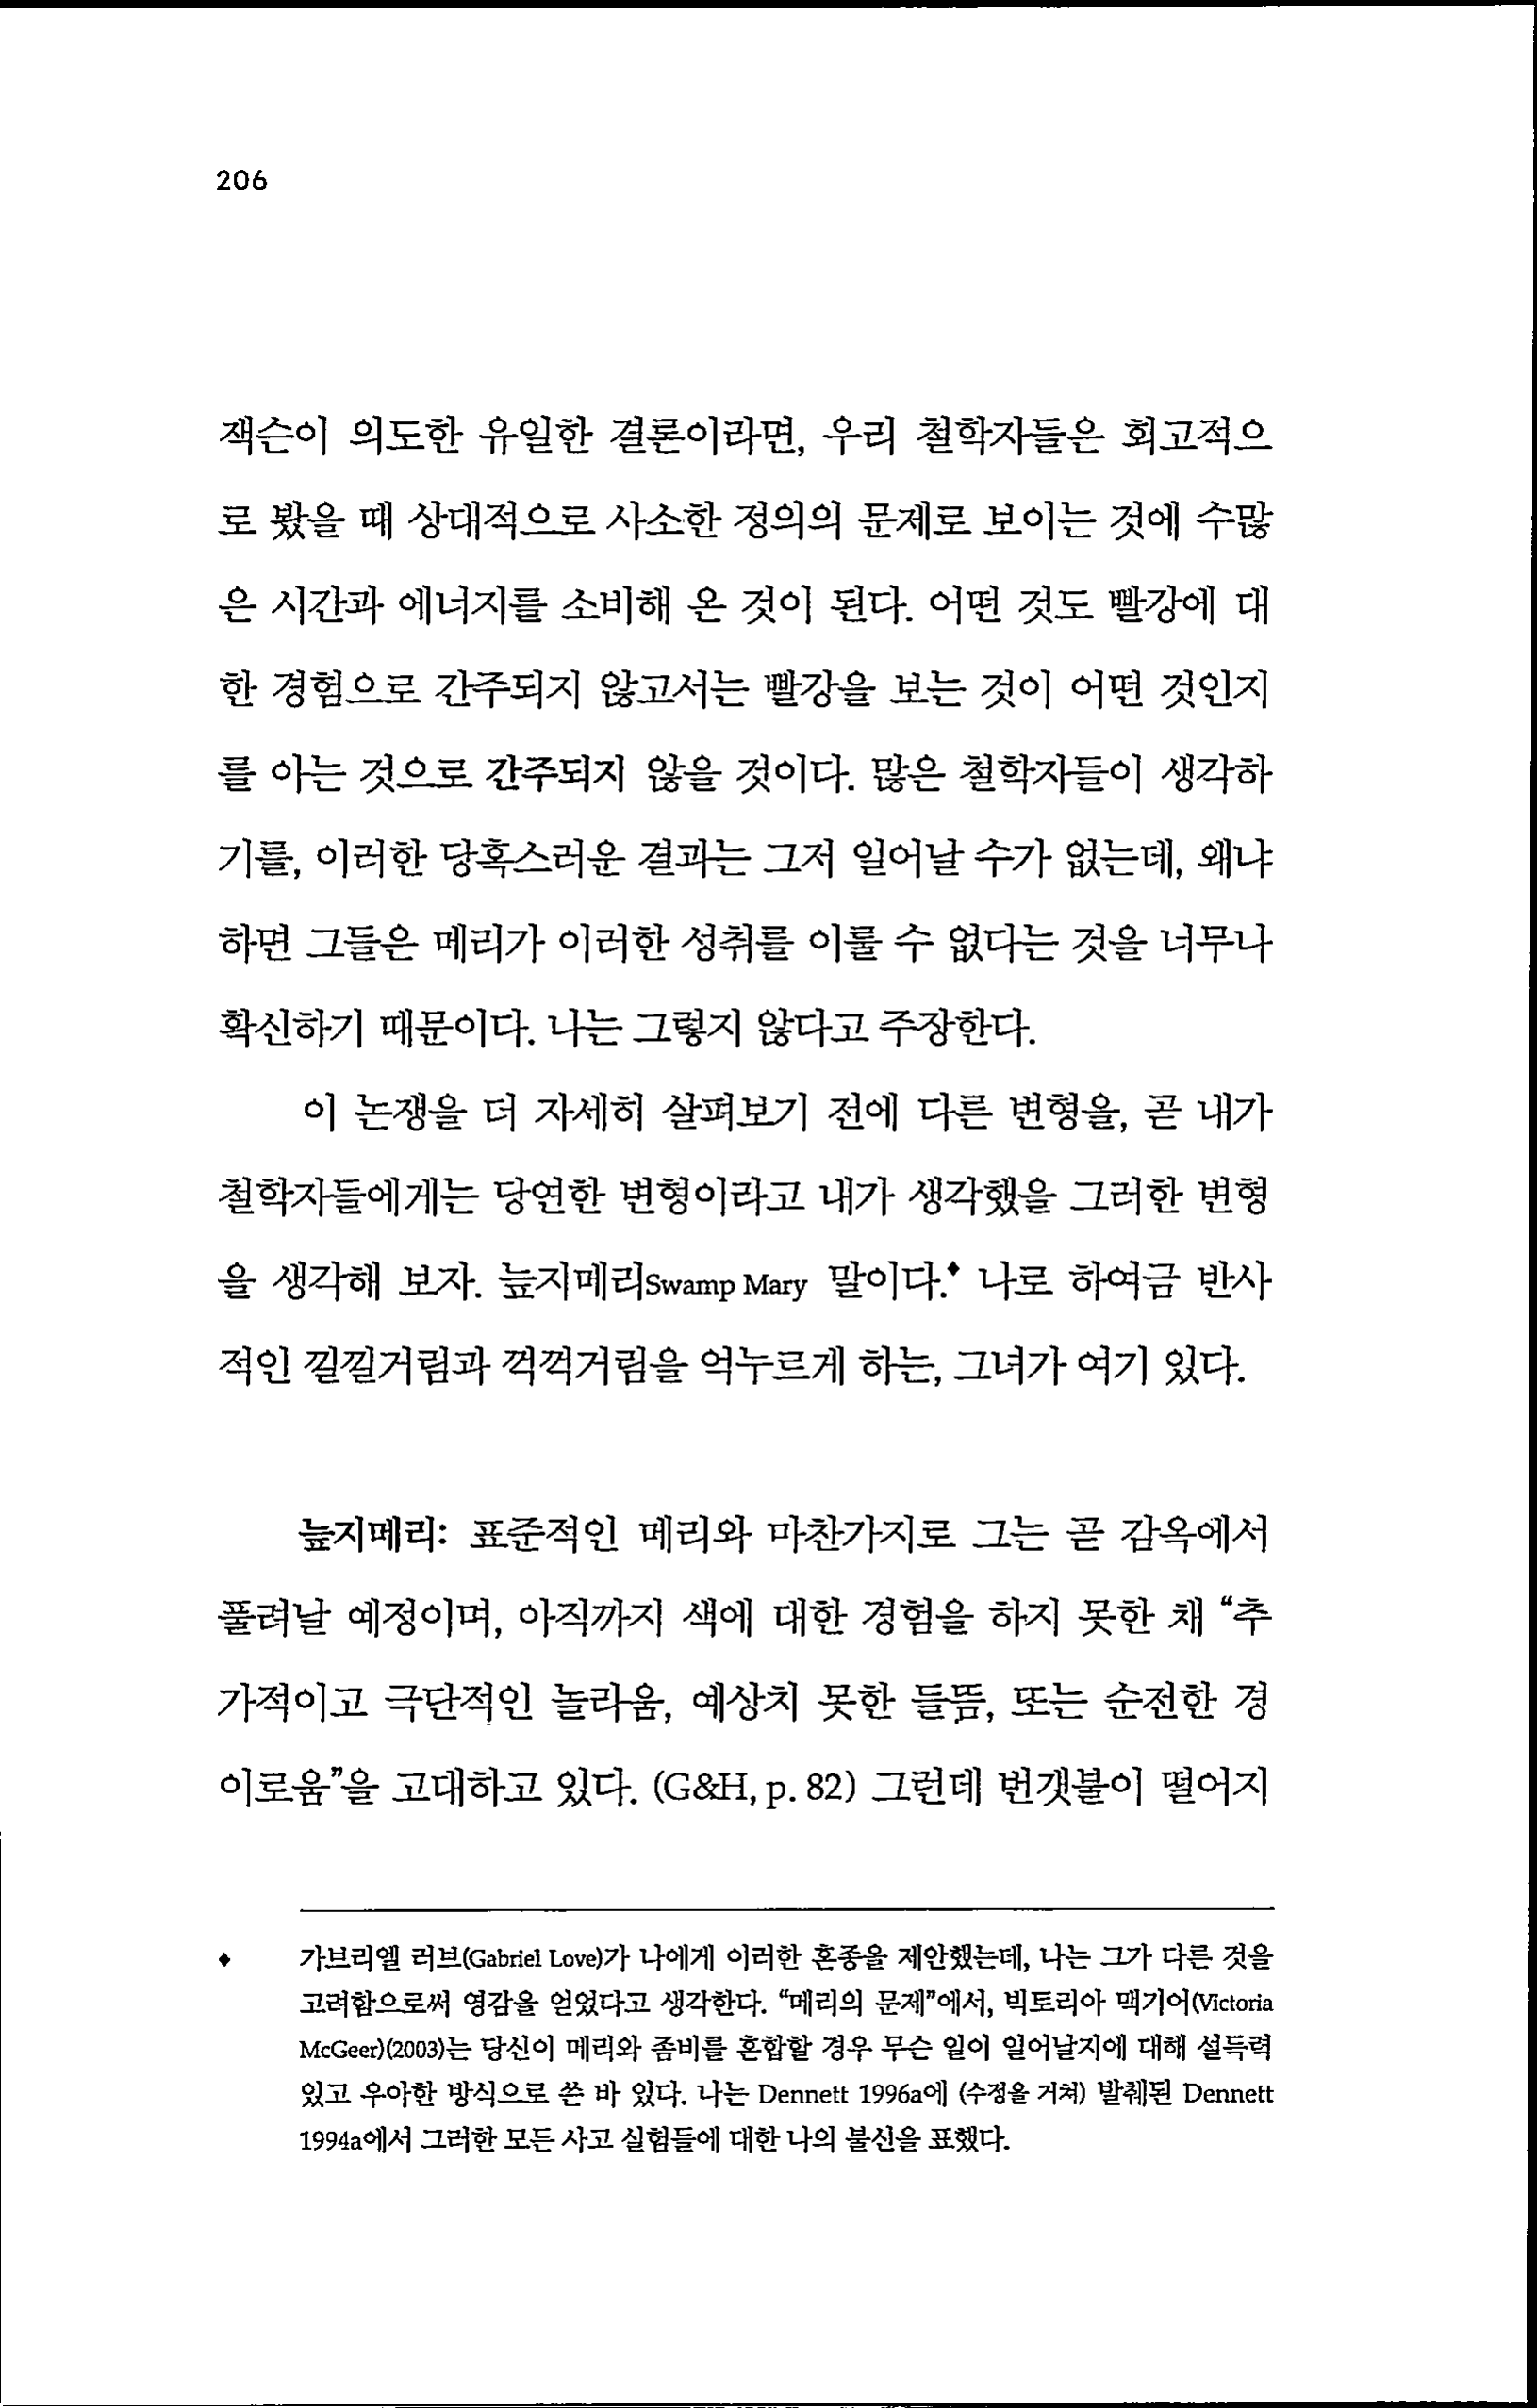 206
잭슨이 의도한 유일한 결론이라면, 우리 철학자들은 회고적으
로 봤을 때 상대적으로 사소한 정의의 문제로 보이는 것에 수많
은 시간과 에너지를 소비해 온 것이 된다. 어떤 것도 빨강에 대
한 경험으로 간주되지 않고서는 빨강을 보는 것이 어떤 것인지
를 아는 것으로 간주되지 않을 것이다. 많은 철학자들이 생각하
기를, 이러한 당혹스러운 결과는 그저 일어날 수가 없는데, 왜냐
하면 그들은 메리가 이러한 성취를 이룰 수 없다는 것을 너무나
확신하기 때문이다. 나는 그렇지 않다고 주장한다.
이 논쟁을 더 자세히 살펴보기 전에 다른 변형을, 곧 내가
철학자들에게는 당연한 변형이라고 내가 생각했을 그러한 변형
을 생각해 보자. 늪지메리Swamp Mary 말이다.♦ 나로 하여금 반사
적인 낄낄거림과 꺽꺽거림을 억누르게 하는, 그녀가 여기 있다.
늪지메리: 표준적인 메리와 마찬가지로 그는 곧 감옥에서
풀려날 예정이며, 아직까지 색에 대한 경험을 하지 못한 채 “추
가적이고 극단적인 놀라움, 예상치 못한 들뜸, 또는 순전한 경
이로움”을 고대하고 있다. (G&H, p. 82) 그런데 번갯불이 떨어지
♦ 가브리엘 러브(Gabriel Love)가 나에게 이러한 혼종을 제안했는데, 나는 그가 다른 것을
고려함으로써 영감을 얻었다고 생각한다. “메리의 문제”에서, 빅토리아 맥기어(Victoria
McGeer)(2003)는 당신이 메리와 좀비를 혼합할 경우 무슨 일이 일어날지에 대해 설득력
있고 우아한 방식으로 쓴 바 있다. 나는 Dennett 1996a에 (수정을 거쳐) 발췌된 Dennett
1994a에서 그러한 모든 사고 실험들에 대한 나의 불신을 표했다.